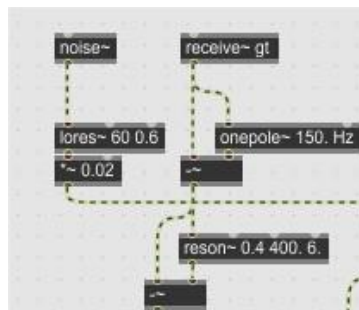 noise~
receive~ gt
lores~ 60 0.6
onepole~ 150. Hz
*~ 0.02
-~
reson~ 0.4 400. 6.
-~